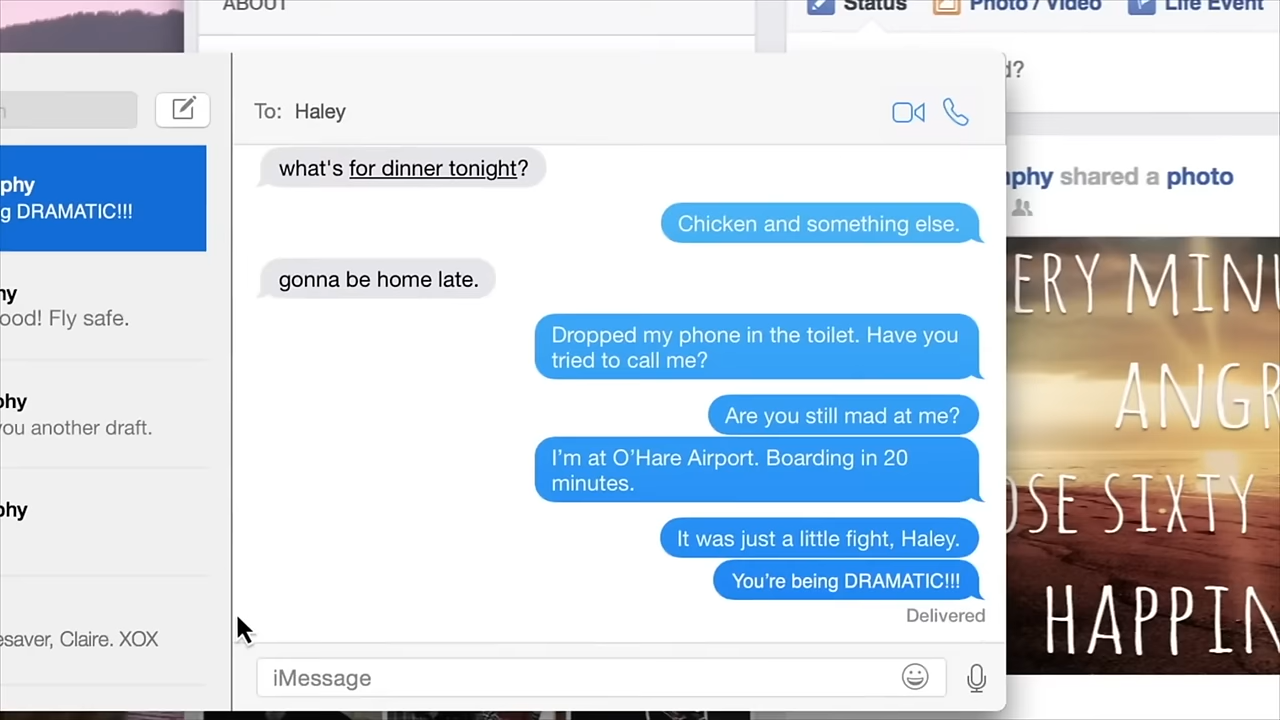 ABOUT
Status
Photo / Video
Life Event
To: Haley
what's for dinner tonight?
Chicken and something else.
gonna be home late.
Dropped my phone in the toilet. Have you
tried to call me?
Are you still mad at me?
I'm at O'Hare Airport. Boarding in 20
minutes.
It was just a little fight, Haley.
You're being DRAMATIC!!!
Delivered
iMessage
phy
g DRAMATIC!!!
hy
ood! Fly safe.
phy
you another draft.
phy
esaver, Claire. XOX
d?
phy shared a photo
ERY MINU
ANGR
OSE SIXTY
HAPPIN